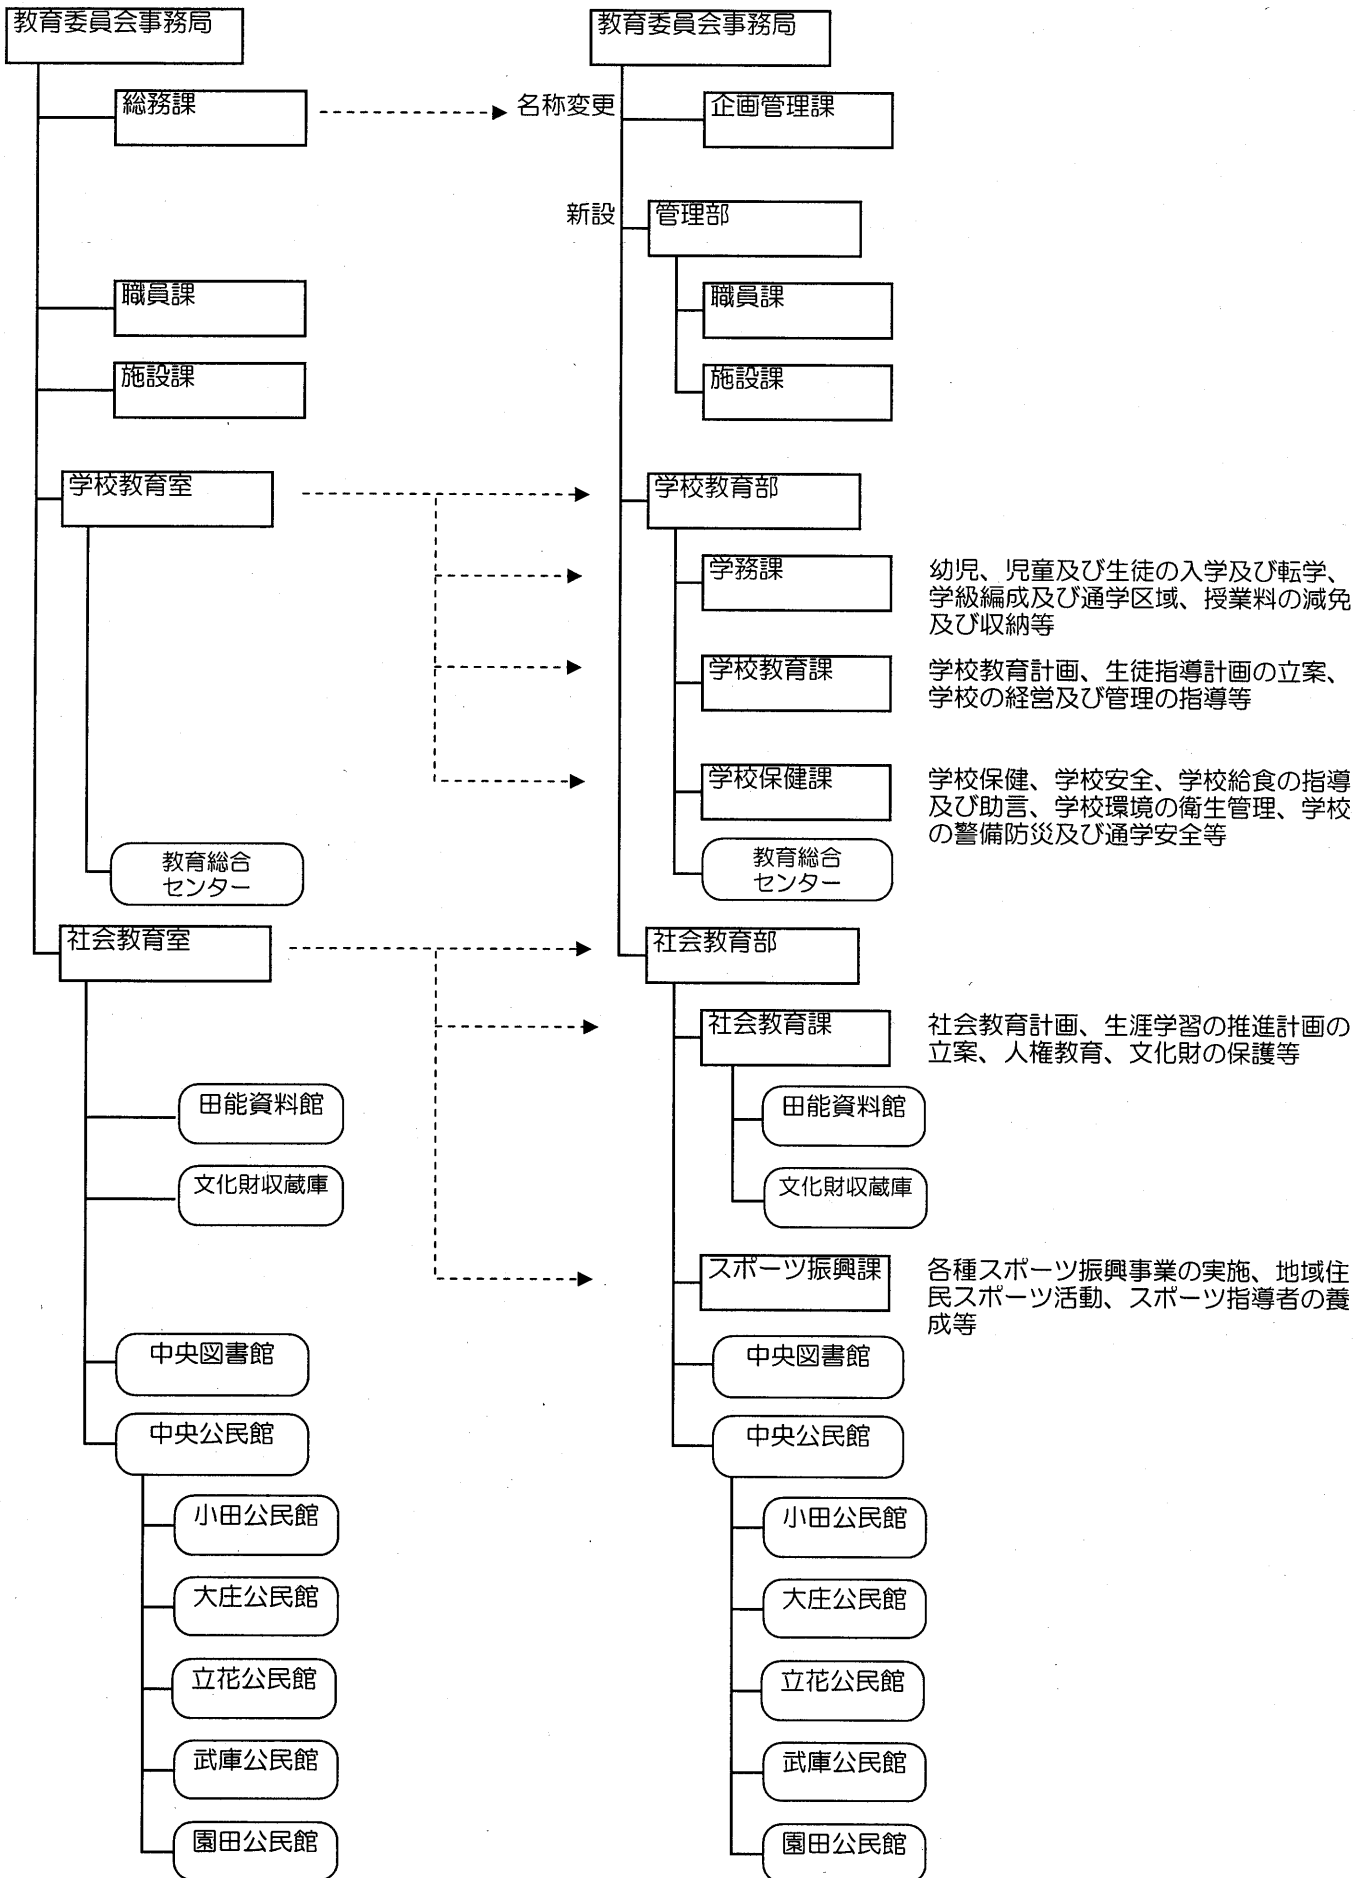 教育委員会事務局
教育委員会事務局
総務課
名称変更
企画管理課
新設
管理部
職員課
職員課
施設課
施設課
学校教育室
学校教育部
学務課
幼児、児童及び生徒の入学及び転学、
学級編成及び通学区域、授業料の減免
及び収納等
学校教育課
学校教育計画、生徒指導計画の立案、
学校の経営及び管理の指導等
学校保健課
学校保健、学校安全、学校給食の指導
及び助言、学校環境の衛生管理、学校
の警備防災及び通学安全等
教育総合
センター
教育総合
センター
社会教育室
社会教育部
社会教育課
社会教育計画、生涯学習の推進計画の
立案、人権教育、文化財の保護等
田能資料館
田能資料館
文化財収蔵庫
文化財収蔵庫
スポーツ振興課
各種スポーツ振興事業の実施、地域住
民スポーツ活動、スポーツ指導者の養
成等
中央図書館
中央図書館
中央公民館
中央公民館
小田公民館
小田公民館
大庄公民館
大庄公民館
立花公民館
立花公民館
武庫公民館
武庫公民館
園田公民館
園田公民館